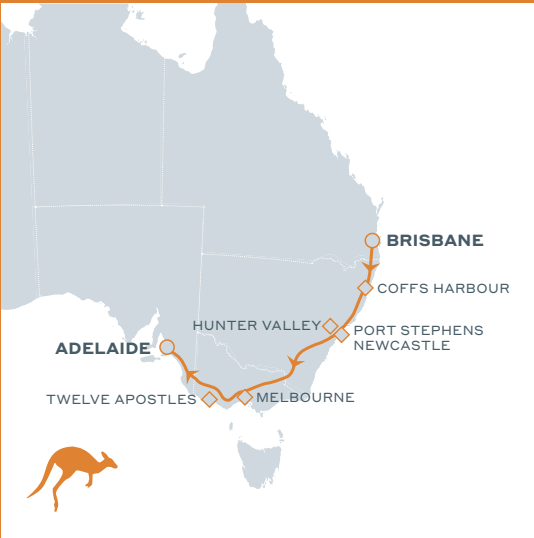 BRISBANE
COFFS HARBOUR
HUNTER VALLEY
PORT STEPHENS
NEWCASTLE
ADELAIDE
TWELVE APOSTLES
MELBOURNE